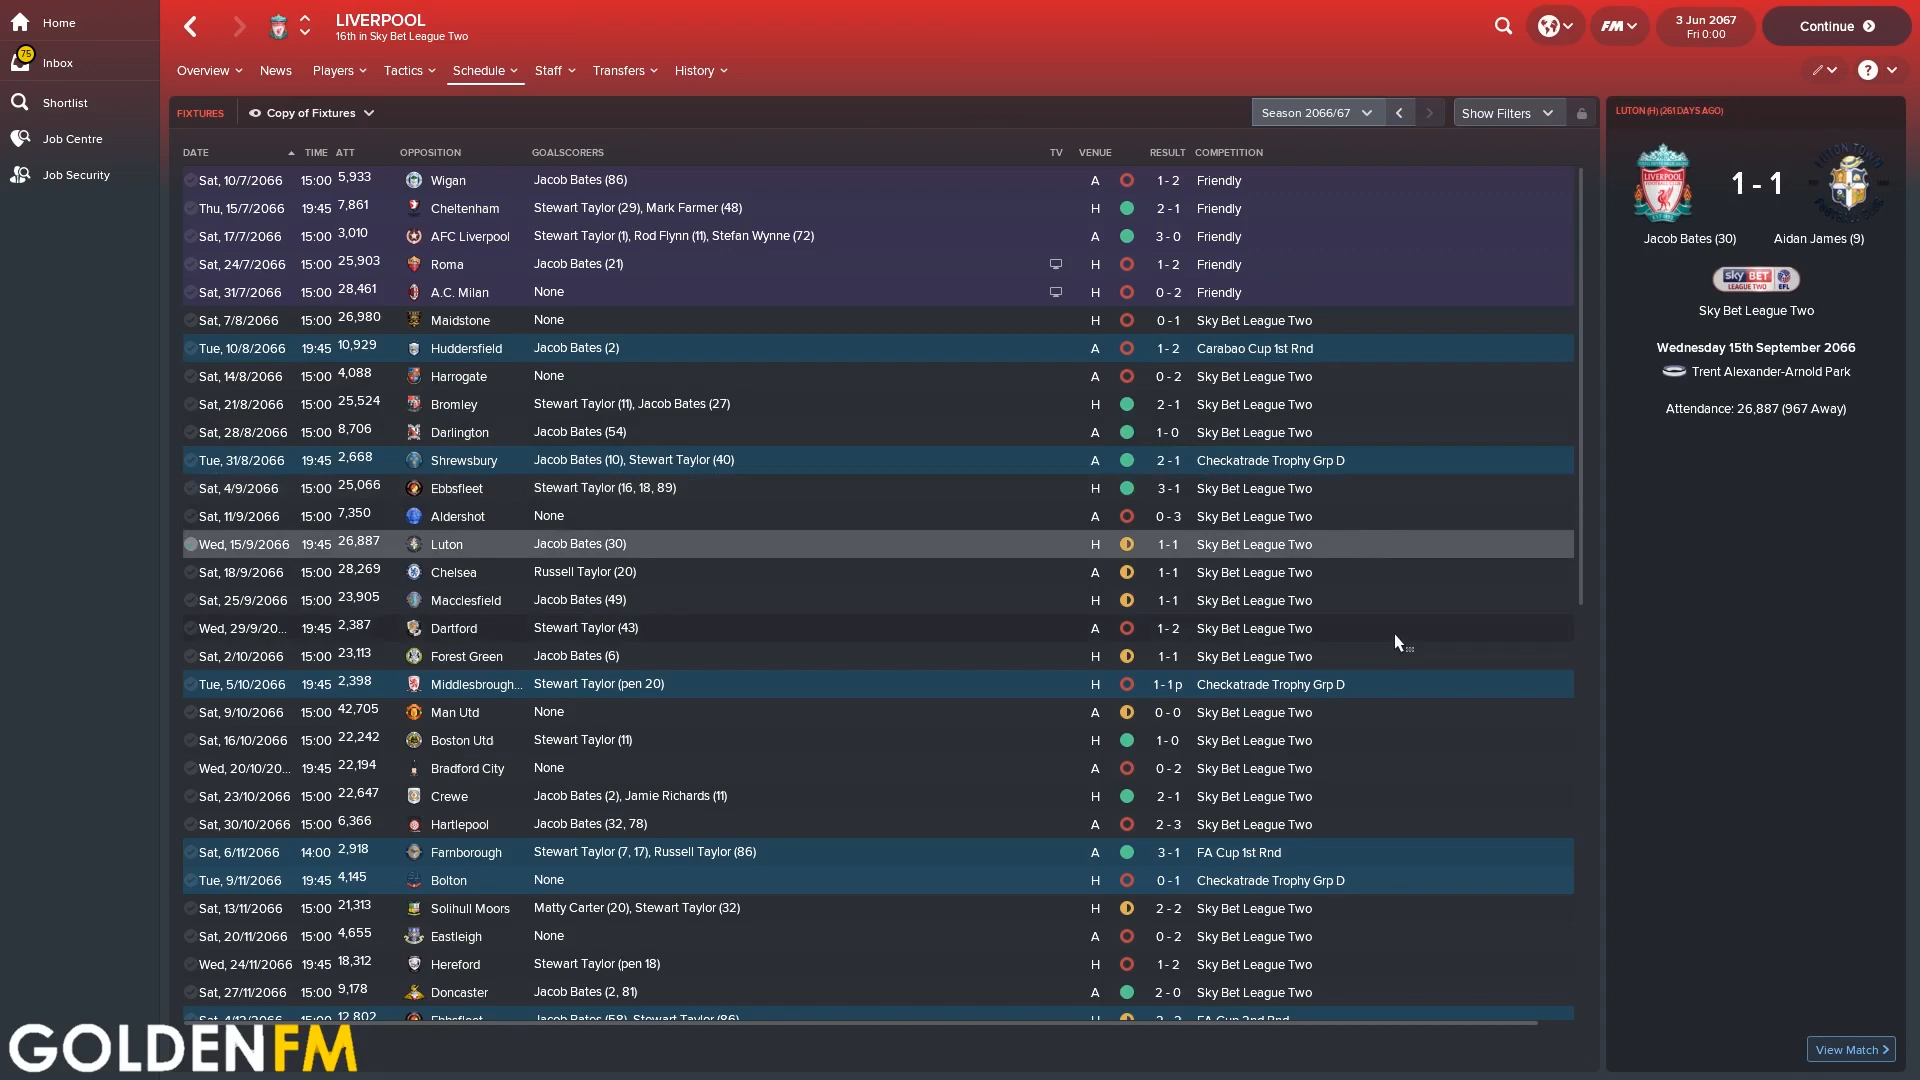 Home
75
Inbox
Shortlist
Job Centre
Job Security
LIVERPOOL
16th in Sky Bet League Two
FM
3 Jun 2067
Fri 0:00
Continue
Overview News Players Tactics Schedule Staff Transfers History
?
FIXTURES Copy of Fixtures Season 2066/67 Show Filters
DATE TIME ATT OPPOSITION GOALSCORERS TV VENUE RESULT COMPETITION
Sat, 10/7/2066 15:00 5,933 Wigan Jacob Bates (86) A 1 - 2 Friendly
Thu, 15/7/2066 19:45 7,861 Cheltenham Stewart Taylor (29), Mark Farmer (48) H 2 - 1 Friendly
Sat, 17/7/2066 15:00 3,010 AFC Liverpool Stewart Taylor (1), Rod Flynn (11), Stefan Wynne (72) A 3 - 0 Friendly
Sat, 24/7/2066 15:00 25,903 Roma Jacob Bates (21) H 1 - 2 Friendly
Sat, 31/7/2066 15:00 28,461 A.C. Milan None H 0 - 2 Friendly
Sat, 7/8/2066 15:00 26,980 Maidstone None H 0 - 1 Sky Bet League Two
Tue, 10/8/2066 19:45 10,929 Huddersfield Jacob Bates (2) A 1 - 2 Carabao Cup 1st Rnd
Sat, 14/8/2066 15:00 4,088 Harrogate None A 0 - 2 Sky Bet League Two
Sat, 21/8/2066 15:00 25,524 Bromley Stewart Taylor (11), Jacob Bates (27) H 2 - 1 Sky Bet League Two
Sat, 28/8/2066 15:00 8,706 Darlington Jacob Bates (54) A 1 - 0 Sky Bet League Two
Tue, 31/8/2066 19:45 2,668 Shrewsbury Jacob Bates (10), Stewart Taylor (40) A 2 - 1 Checkatrade Trophy Grp D
Sat, 4/9/2066 15:00 25,066 Ebbsfleet Stewart Taylor (16, 18, 89) H 3 - 1 Sky Bet League Two
Sat, 11/9/2066 15:00 7,350 Aldershot None A 0 - 3 Sky Bet League Two
Wed, 15/9/2066 19:45 26,887 Luton Jacob Bates (30) H 1 - 1 Sky Bet League Two
Sat, 18/9/2066 15:00 28,269 Chelsea Russell Taylor (20) A 1 - 1 Sky Bet League Two
Sat, 25/9/2066 15:00 23,905 Macclesfield Jacob Bates (49) H 1 - 1 Sky Bet League Two
Wed, 29/9/20... 19:45 2,387 Dartford Stewart Taylor (43) A 1 - 2 Sky Bet League Two
Sat, 2/10/2066 15:00 23,113 Forest Green Jacob Bates (6) H 1 - 1 Sky Bet League Two
Tue, 5/10/2066 19:45 2,398 Middlesbrough... Stewart Taylor (pen 20) H 1 - 1 p Checkatrade Trophy Grp D
Sat, 9/10/2066 15:00 42,705 Man Utd None A 0 - 0 Sky Bet League Two
Sat, 16/10/2066 15:00 22,242 Boston Utd Stewart Taylor (11) H 1 - 0 Sky Bet League Two
Wed, 20/10/20... 19:45 22,194 Bradford City None A 0 - 2 Sky Bet League Two
Sat, 23/10/2066 15:00 22,647 Crewe Jacob Bates (2), Jamie Richards (11) H 2 - 1 Sky Bet League Two
Sat, 30/10/2066 15:00 6,366 Hartlepool Jacob Bates (32, 78) A 2 - 3 Sky Bet League Two
Sat, 6/11/2066 14:00 2,918 Farnborough Stewart Taylor (7, 17), Russell Taylor (86) A 3 - 1 FA Cup 1st Rnd
Tue, 9/11/2066 19:45 4,145 Bolton None H 0 - 1 Checkatrade Trophy Grp D
Sat, 13/11/2066 15:00 21,313 Solihull Moors Matty Carter (20), Stewart Taylor (32) H 2 - 2 Sky Bet League Two
Sat, 20/11/2066 15:00 4,655 Eastleigh None A 0 - 2 Sky Bet League Two
Wed, 24/11/2066 19:45 18,312 Hereford Stewart Taylor (pen 18) H 1 - 2 Sky Bet League Two
Sat, 27/11/2066 15:00 9,178 Doncaster Jacob Bates (2, 81) A 2 - 0 Sky Bet League Two
Sat, 4/12/2066 15:00 12,802 Ebbsfleet Jacob Bates (58), Stewart Taylor (86) H 2 - 2 FA Cup 2nd Rnd
LUTON (H) (261 DAYS AGO)
LIVERPOOL
1 - 1
LUTON TOWN
Jacob Bates (30) Aidan James (9)
sky BET
LEAGUE TWO EFL
Sky Bet League Two
Wednesday 15th September 2066
Trent Alexander-Arnold Park
Attendance: 26,887 (967 Away)
View Match
GOLDENFM